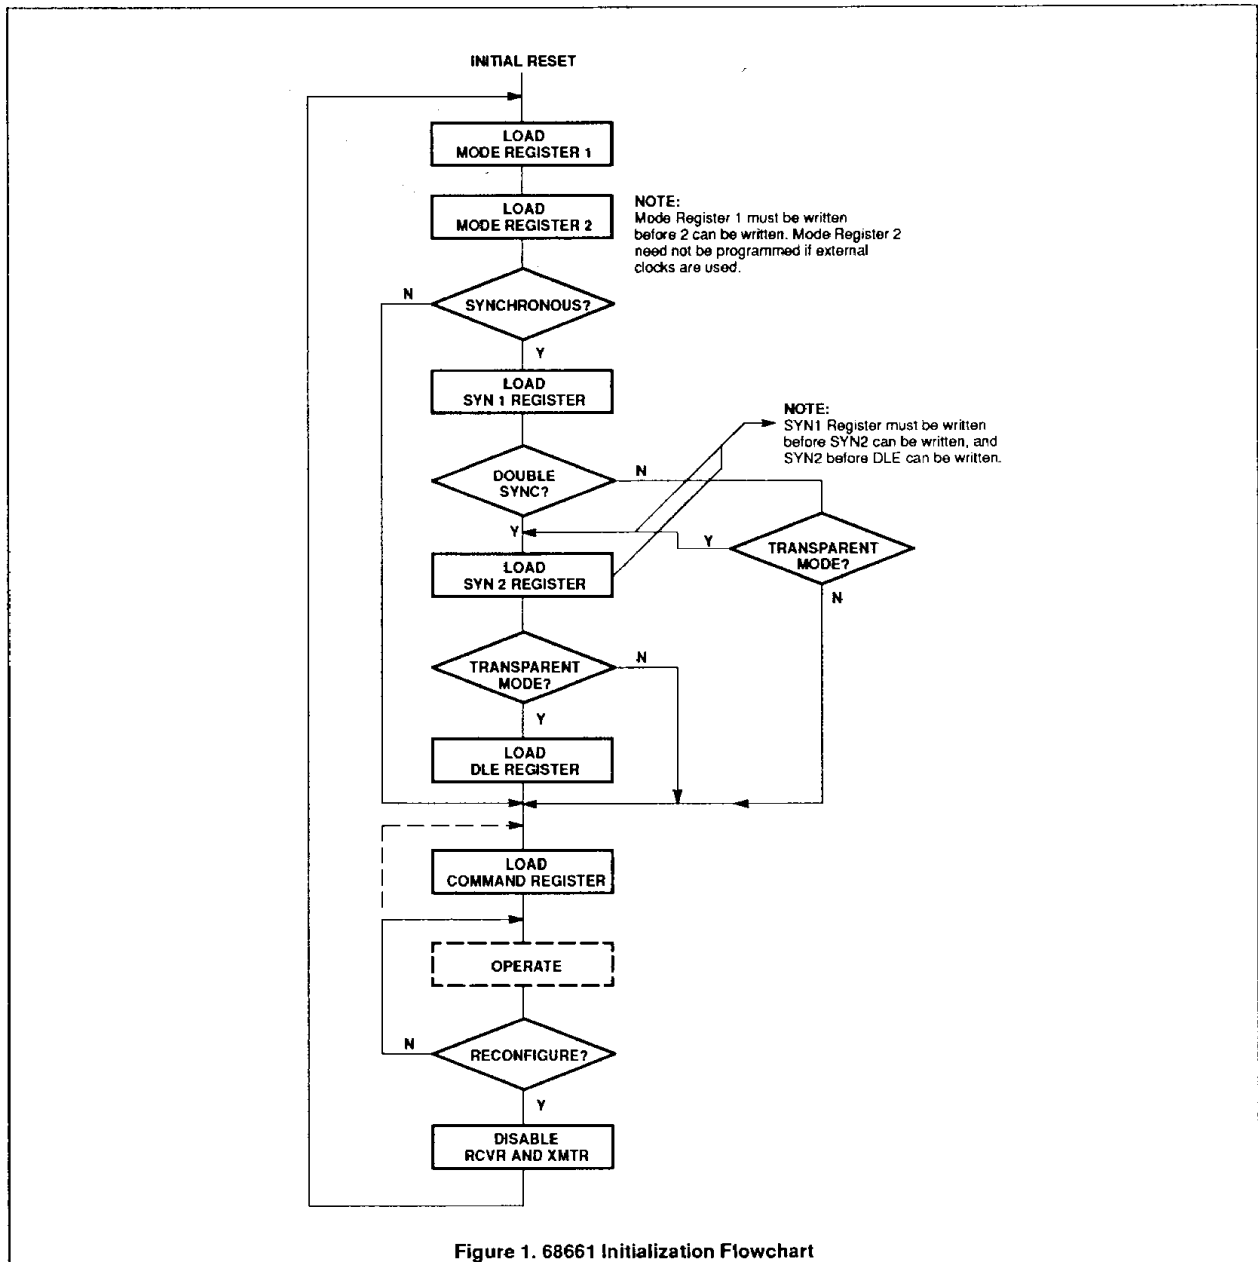 INITIAL RESET
LOAD
MODE REGISTER 1
LOAD
MODE REGISTER 2
NOTE:
Mode Register 1 must be written
before 2 can be written. Mode Register 2
need not be programmed if external
clocks are used.
N
SYNCHRONOUS?
Y
LOAD
SYN 1 REGISTER
NOTE:
SYN1 Register must be written
before SYN2 can be written, and
SYN2 before DLE can be written.
DOUBLE
SYNC?
N
Y
Y
TRANSPARENT
MODE?
LOAD
SYN 2 REGISTER
N
TRANSPARENT
MODE?
N
Y
LOAD
DLE REGISTER
LOAD
COMMAND REGISTER
OPERATE
N
RECONFIGURE?
Y
DISABLE
RCVR AND XMTR
Figure 1. 68661 Initialization Flowchart